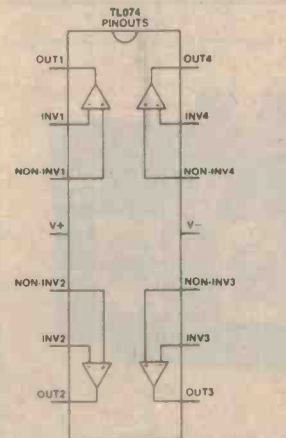 TL074
PINOUTS
OUT1
OUT4
INV1
INV4
NON-INV1
NON-INV4
V+
V-
NON-INV2
NON-INV3
INV2
INV3
OUT2
OUT3